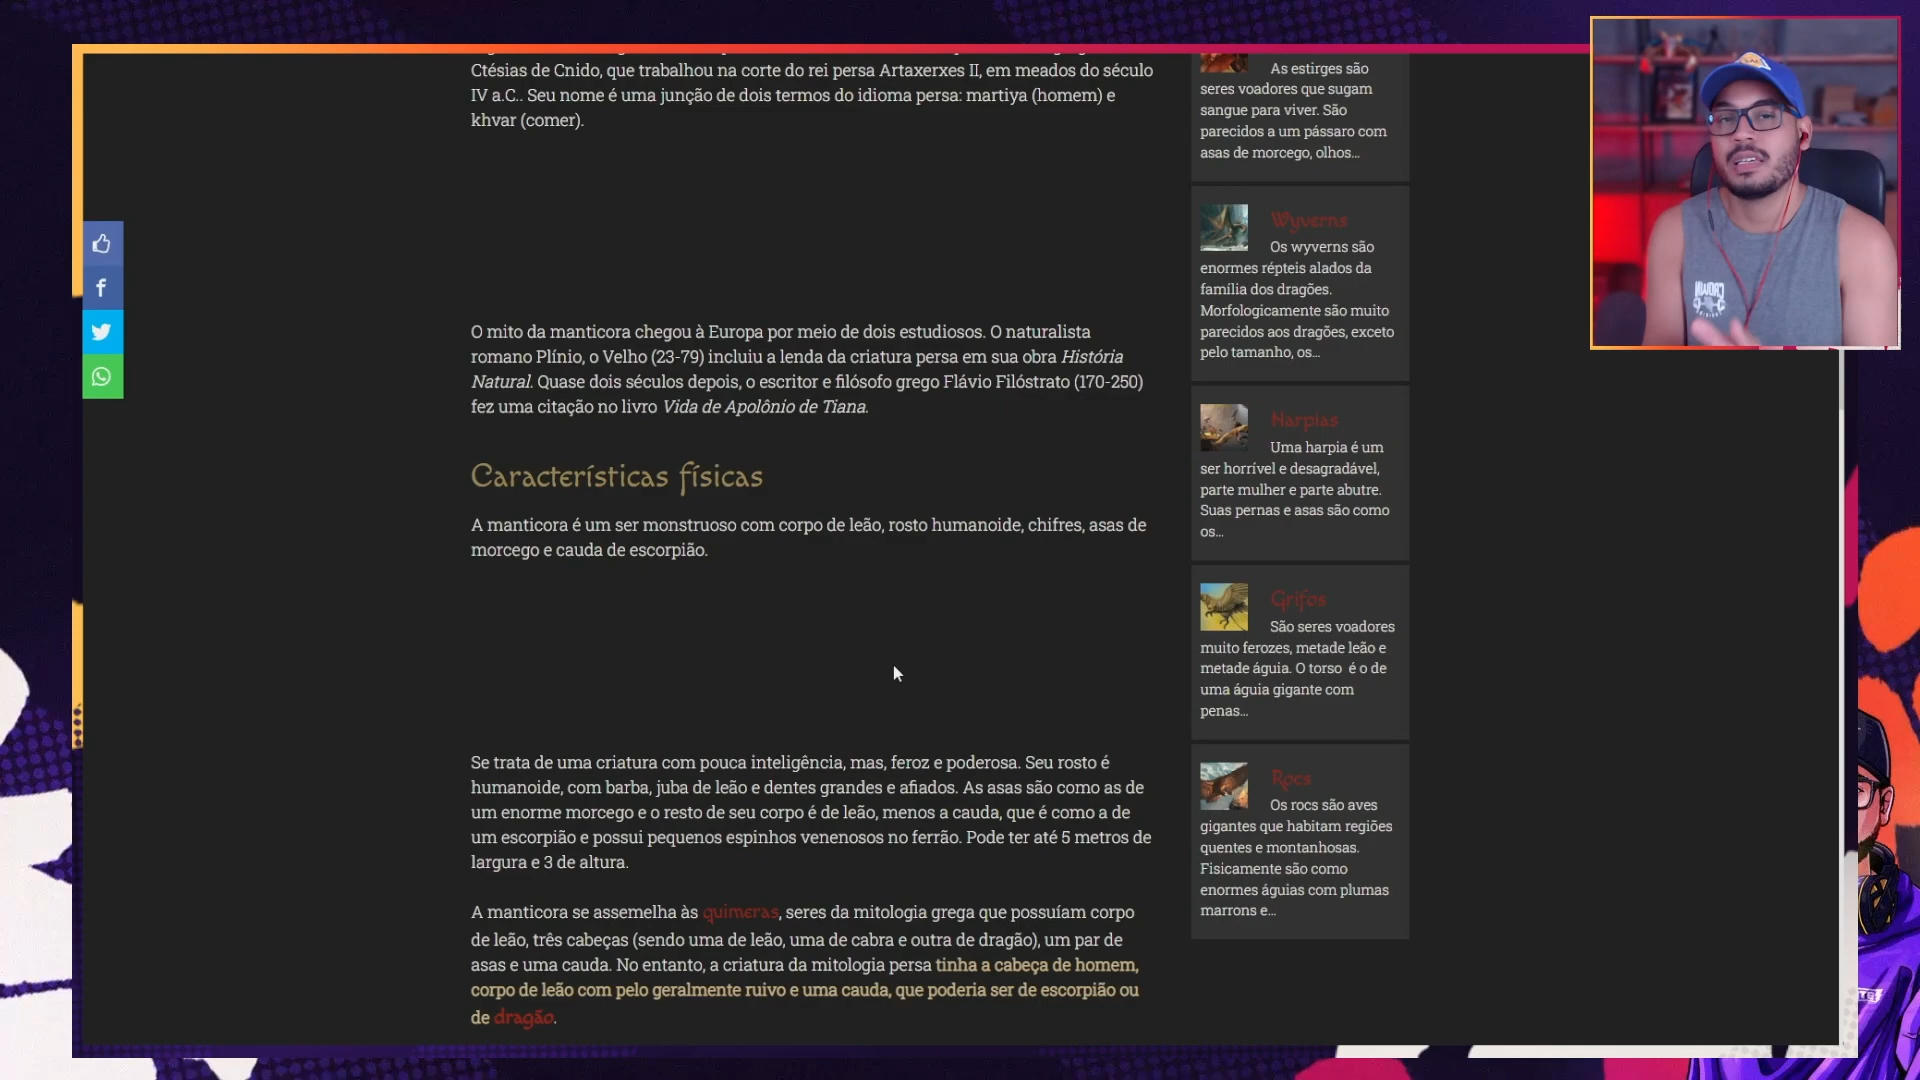 Ctésias de Cnido, que trabalhou na corte do rei persa Artaxerxes II, em meados do século
IV a.C.. Seu nome é uma junção de dois termos do idioma persa: martiya (homem) e
khvar (comer).
O mito da manticora chegou à Europa por meio de dois estudiosos. O naturalista
romano Plínio, o Velho (23-79) incluiu a lenda da criatura persa em sua obra História
Natural. Quase dois séculos depois, o escritor e filósofo grego Flávio Filóstrato (170-250)
fez uma citação no livro Vida de Apolônio de Tiana.
Características físicas
A manticora é um ser monstruoso com corpo de leão, rosto humanoide, chifres, asas de
morcego e cauda de escorpião.
Se trata de uma criatura com pouca inteligência, mas, feroz e poderosa. Seu rosto é
humanoide, com barba, juba de leão e dentes grandes e afiados. As asas são como as de
um enorme morcego e o resto de seu corpo é de leão, menos a cauda, que é como a de
um escorpião e possui pequenos espinhos venenosos no ferrão. Pode ter até 5 metros de
largura e 3 de altura.
A manticora se assemelha às quimeras, seres da mitologia grega que possuíam corpo
de leão, três cabeças (sendo uma de leão, uma de cabra e outra de dragão), um par de
asas e uma cauda. No entanto, a criatura da mitologia persa tinha a cabeça de homem,
corpo de leão com pelo geralmente ruivo e uma cauda, que poderia ser de escorpião ou
de dragão.
As estirges são
seres voadores que sugam
sangue para viver. São
parecidos a um pássaro com
asas de morcego, olhos...
Wyverns
Os wyverns são
enormes répteis alados da
família dos dragões.
Morfologicamente são muito
parecidos aos dragões, exceto
pelo tamanho, os...
Harpias
Uma harpia é um
ser horrível e desagradável,
parte mulher e parte abutre.
Suas pernas e asas são como
os...
Grifos
São seres voadores
muito ferozes, metade leão e
metade águia. O torso é o de
uma águia gigante com
penas...
Rocs
Os rocs são aves
gigantes que habitam regiões
quentes e montanhosas.
Fisicamente são como
enormes águias com plumas
marrons e...